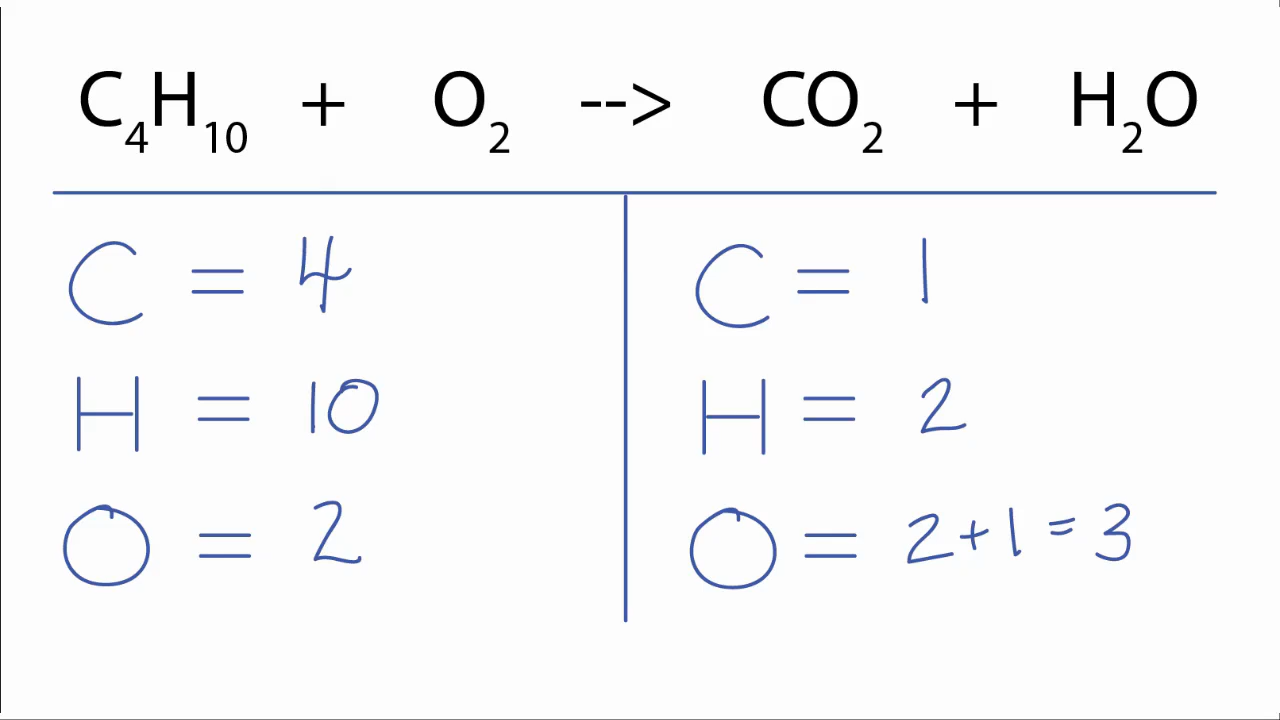 C₄H₁₀ + O₂ --> CO₂ + H₂O
C = 4 C = 1
H = 10 H = 2
O = 2 O = 2+1=3